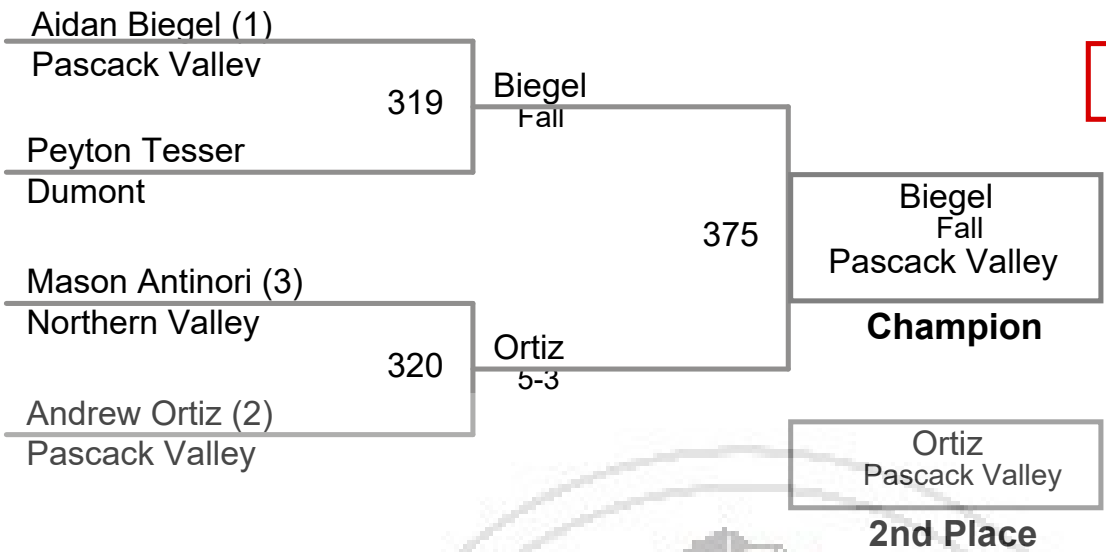 Aidan Biegel (1)
Pascack Valley
319
Peyton Tesser
Dumont
Biegel
Fall
Mason Antinori (3)
Northern Valley
320
Andrew Ortiz (2)
Pascack Valley
Ortiz
5-3
375
Biegel
Fall
Pascack Valley
Champion
Ortiz
Pascack Valley
2nd Place